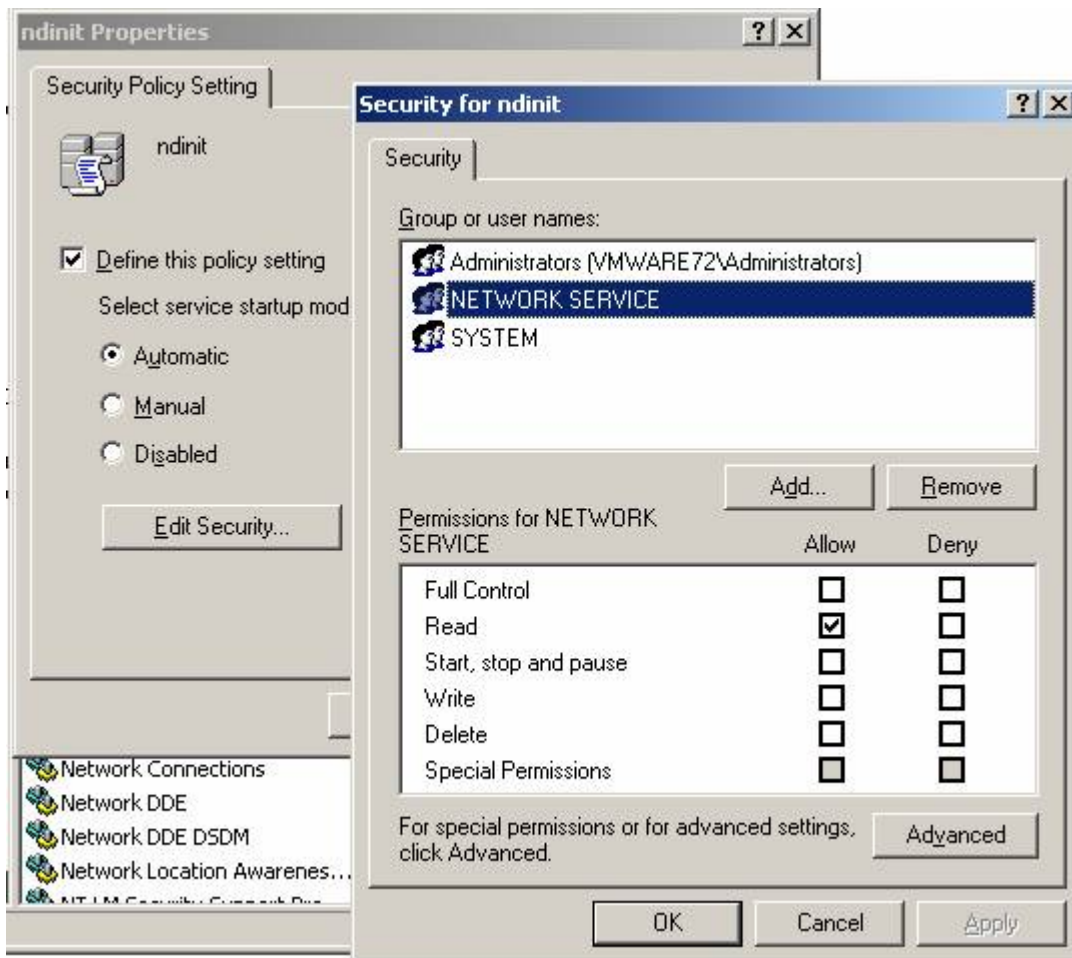 ndinit Properties
Security Policy Setting
ndinit
Define this policy setting
Select service startup mod
Automatic
Manual
Disabled
Edit Security...
Network Connections
Network DDE
Network DDE DSDM
Network Location Awarenes...
Security for ndinit
Security
Group or user names:
Administrators (VMWARE72\Administrators)
NETWORK SERVICE
SYSTEM
Add... Remove
Permissions for NETWORK
SERVICE Allow Deny
Full Control
Read
Start, stop and pause
Write
Delete
Special Permissions
For special permissions or for advanced settings,
click Advanced.
Advanced
OK Cancel Apply